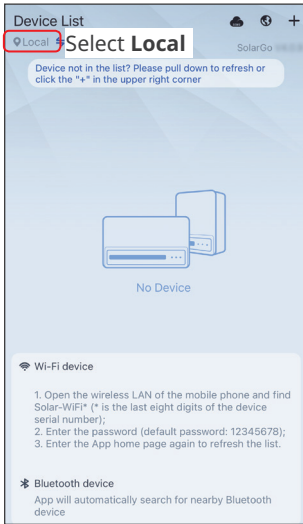 Device List
Local Select Local
SolarGo
Device not in the list? Please pull down to refresh or
click the "+" in the upper right corner
No Device
Wi-Fi device
1. Open the wireless LAN of the mobile phone and find
Solar-WiFi* (* is the last eight digits of the device
serial number);
2. Enter the password (default password: 12345678);
3. Enter the App home page again to refresh the list.
Bluetooth device
App will automatically search for nearby Bluetooth
device